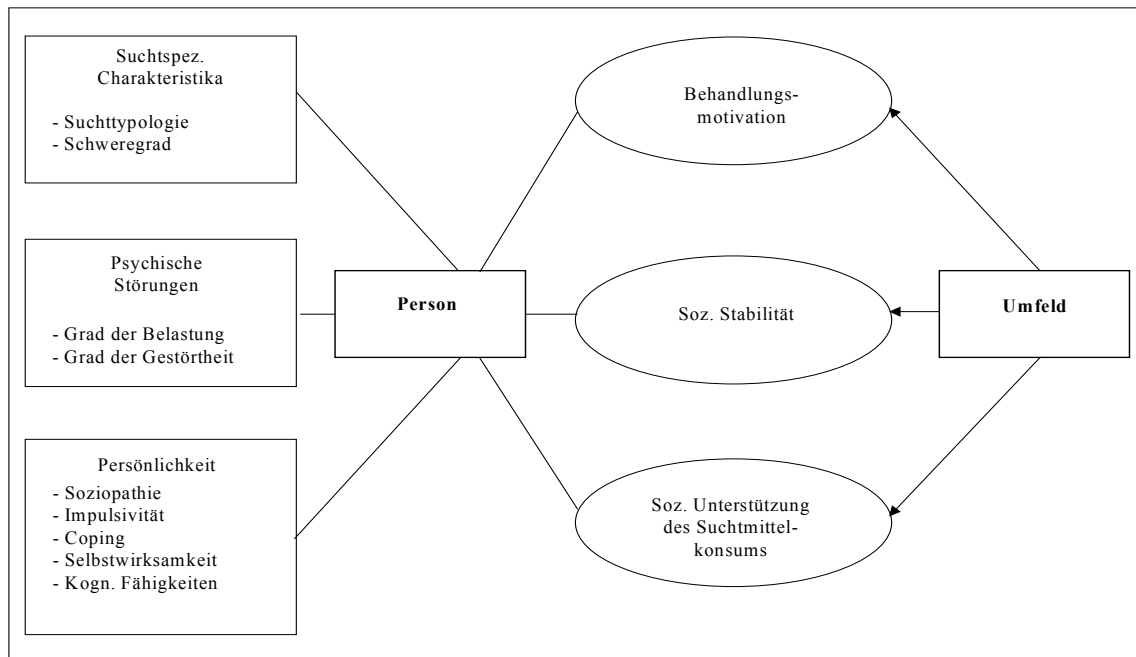 Suchtspez.
Charakteristika
- Suchttypologie
- Schweregrad
Psychische
Störungen
- Grad der Belastung
- Grad der Gestörtheit
Persönlichkeit
- Soziopathie
- Impulsivität
- Coping
- Selbstwirksamkeit
- Kogn. Fähigkeiten
Person
Behandlungs-
motivation
Soz. Stabilität
Soz. Unterstützung
des Suchtmittel-
konsums
Umfeld